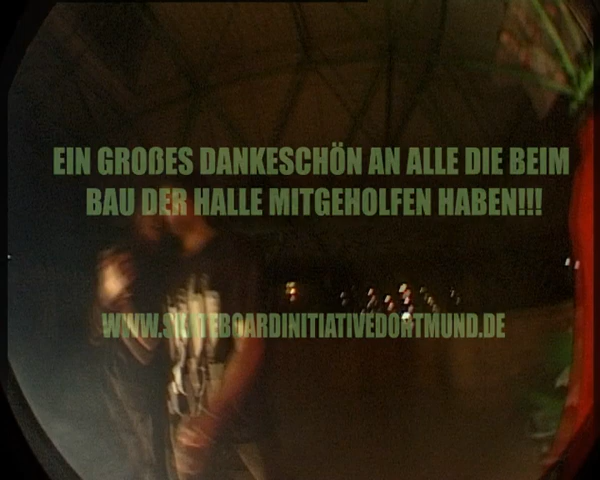 EIN GROßES DANKESCHÖN AN ALLE DIE BEIM
BAU DER HALLE MITGEHOLFEN HABEN!!!
WWW.SKATEBOARDINITIATIVEDORTMUND.DE